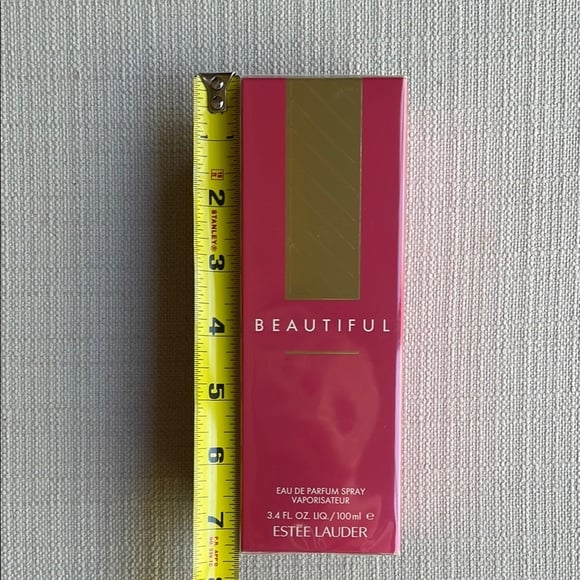 1
2
STANLEY®
3
4
5
6
7
BEAUTIFUL
EAU DE PARFUM SPRAY
VAPORISATEUR
3.4 FL. OZ. LIQ./100 ml e
ESTĒE LAUDER